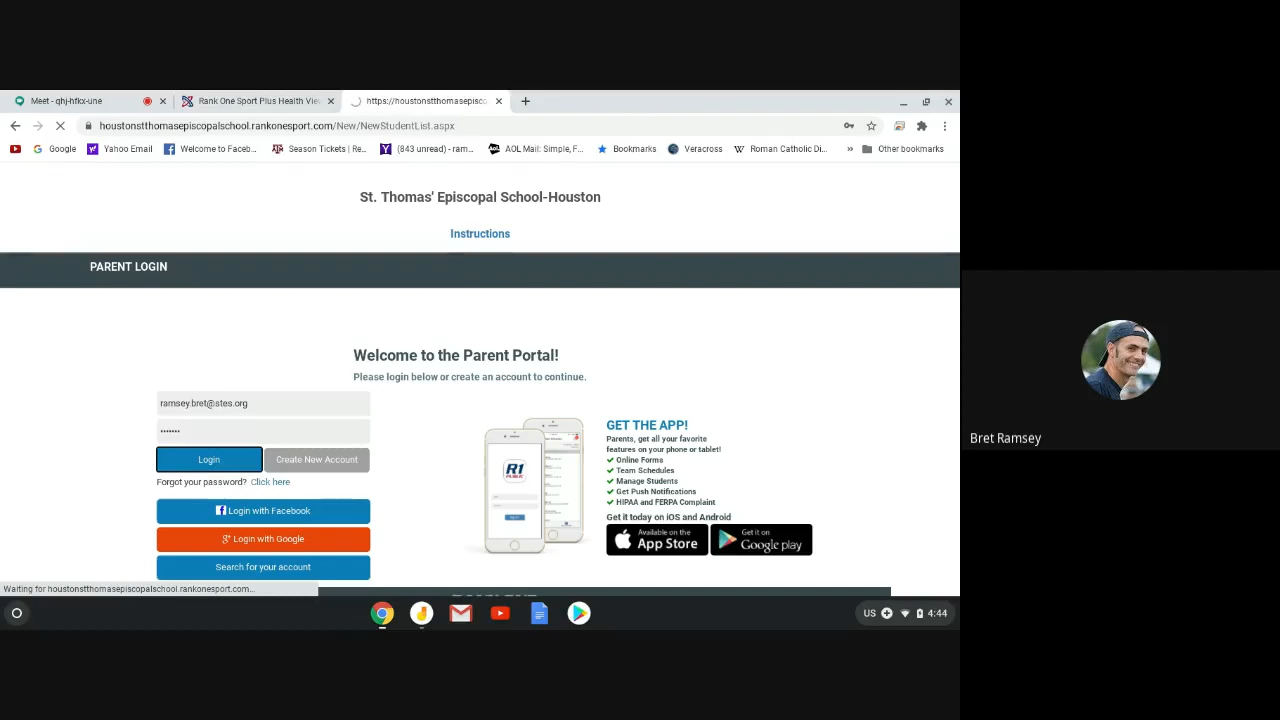 Meet - qhj-hfkx-une
Rank One Sport Plus Health Vie
https://houstonstthomasepisco
houstonstthomasepiscopalschool.rankonesport.com/New/NewStudentList.aspx
Google Yahoo Email Welcome to Faceb... Season Tickets | Re... (843 unread) - ram... AOL Mail: Simple, F... Bookmarks Veracross Roman Catholic Di... » Other bookmarks
St. Thomas' Episcopal School-Houston
Instructions
PARENT LOGIN
Welcome to the Parent Portal!
Please login below or create an account to continue.
ramsey.bret@stes.org
•••••••
Login Create New Account
Forgot your password? Click here
Login with Facebook
Login with Google
Search for your account
R1
PUBLIC
GET THE APP!
Parents, get all your favorite
features on your phone or tablet!
Online Forms
Team Schedules
Manage Students
Get Push Notifications
HIPAA and FERPA Complaint
Get it today on iOS and Android
Available on the
App Store
Get it on
Google play
Waiting for houstonstthomasepiscopalschool.rankonesport.com...
US 4:44
Bret Ramsey